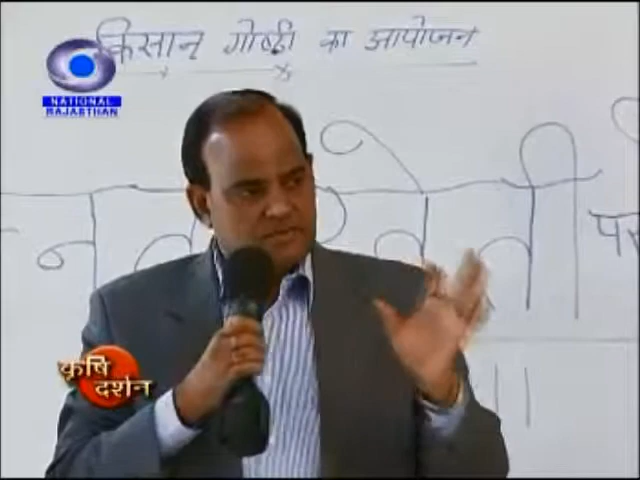 किसान गोष्ठी का आयोजन
NATIONAL
RAJASTHAN
खेती
कृषि
दर्शन